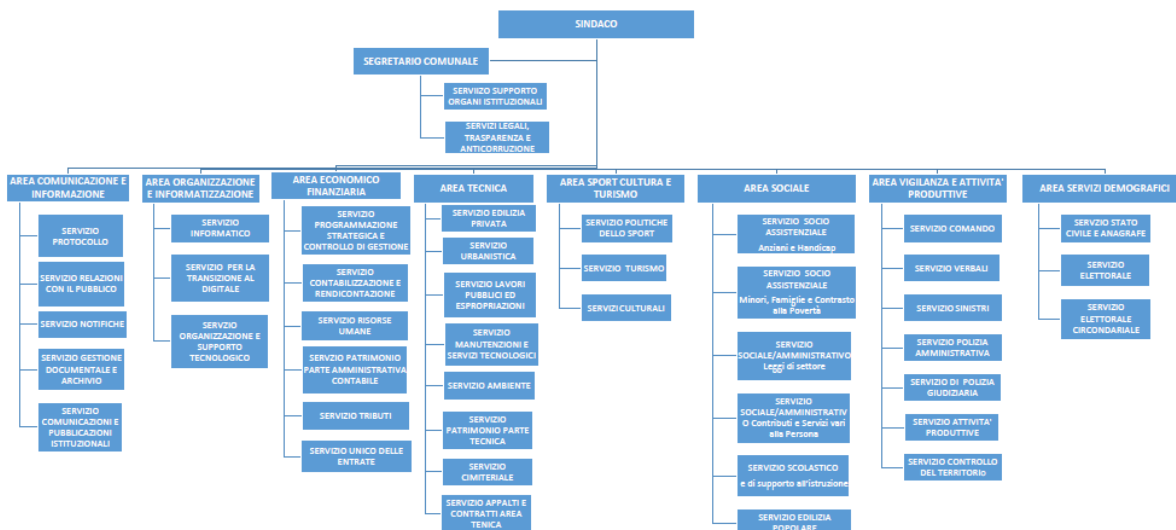 SINDACO
SEGRETARIO COMUNALE
SERVIIZO SUPPORTO
ORGANI ISTITUZIONALI
SERVIZI LEGALI,
TRASPARENZA E
ANTICORRUZIONE
AREA COMUNICAZIONE E
INFORMAZIONE
SERVIZIO
PROTOCOLLO
SERVIZIO RELAZIONI
CON IL PUBBLICO
SERVIZIO NOTIFICHE
SERVIZIO GESTIONE
DOCUMENTALE E
ARCHIVIO
SERVIZIO
COMUNICAZIONI E
PUBBLICAZIONI
ISTITUZIONALI
AREA ORGANIZZAZIONE
E INFORMATIZZAZIONE
SERVIZIO
INFORMATICO
SERVIZIO PER LA
TRANSIZIONE AL
DIGITALE
SERVZIO
ORGANIZZAZIONE E
SUPPORTO
TECNOLOGICO
AREA ECONOMICO
FINANZIARIA
SERVIZIO
PROGRAMMAZIONE
STRATEGICA E
CONTROLLO DI GESTIONE
SERVIZIO
CONTABILIZZAZIONE E
RENDICONTAZIONE
SERVIZIO RISORSE
UMANE
SERVZIO PATRIMONIO
PARTE AMMINISTRATIVA
CONTABILE
SERVIZIO TRIBUTI
SERVIZIO UNICO DELLE
ENTRATE
AREA TECNICA
SERVIZIO EDILIZIA
PRIVATA
SERVIZIO
URBANISTICA
SERVIZIO LAVORI
PUBBLICI ED
ESPROPRIAZIONI
SERVIZIO
MANUTENZIONI E
SERVIZI TECNOLOGICI
SERVIZIO AMBIENTE
SERVIZIO
PATRIMONIO PARTE
TECNICA
SERVIZIO
CIMITERIALE
SERVIZIO APPALTI E
CONTRATTI AREA
TENICA
AREA SPORT CULTURA E
TURISMO
SERVIZIO POLITICHE
DELLO SPORT
SERVIZIO TURISMO
SERVIZI CULTURALI
AREA SOCIALE
SERVIZIO SOCIO
ASSISTENZIALE
Anziani e Handicap
SERVIZIO SOCIO
ASSISTENZIALE
Minori, Famiglie e Contrasto
alla Povertà
SERVIZIO
SOCIALE/AMMINISTRATIVO
Leggi di settore
SERVIZIO
SOCIALE/AMMINISTRATIV
O Contributi e Servizi vari
alla Persona
SERVIZIO SCOLASTICO
e di supporto all'istruzione
SERVIZIO EDILIZIA
POPOLARE
AREA VIGILANZA E ATTIVITA'
PRODUTTIVE
SERVIZIO COMANDO
SERVIZIO VERBALI
SERVIZIO SINISTRI
SERVIZIO POLIZIA
AMMINISTRATIVA
SERVIZIO DI POLIZIA
GIUDIZIARIA
SERVIZIO ATTIVITA'
PRODUTTIVE
SERVIZIO CONTROLLO
DEL TERRITORIo
AREA SERVIZI DEMOGRAFICI
SERVIZIO STATO
CIVILE E ANAGRAFE
SERVIZIO
ELETTORALE
SERVIZIO
ELETTORALE
CIRCONDARIALE